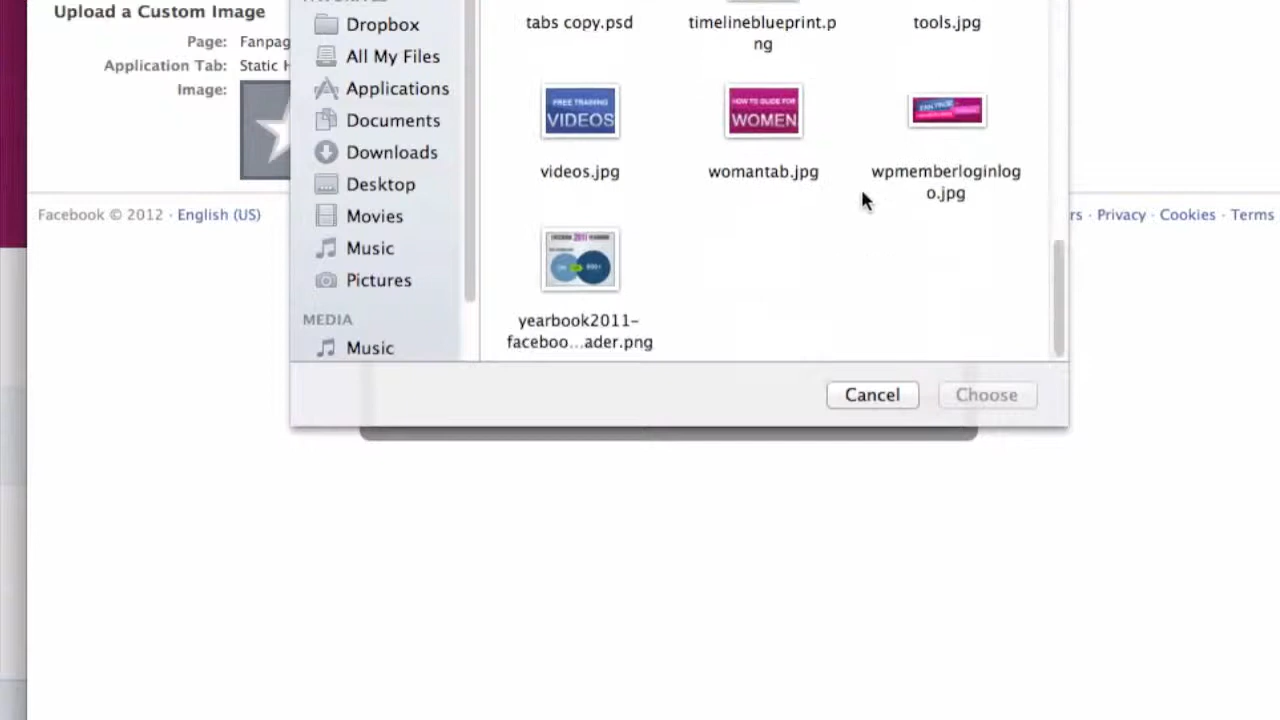 Upload a Custom Image
Page: Fanpag
Application Tab: Static H
Image:
Dropbox
All My Files
Applications
Documents
Downloads
Desktop
Movies
Music
Pictures
MEDIA
Music
tabs copy.psd
timelineblueprint.p
ng
tools.jpg
FREE TRAINING
VIDEOS
HOW TO GUIDE FOR
WOMEN
videos.jpg
womantab.jpg
wpmemberloginlog
o.jpg
yearbook2011-
faceboo...ader.png
Cancel
Choose
Facebook © 2012 · English (US)
rs · Privacy · Cookies · Terms